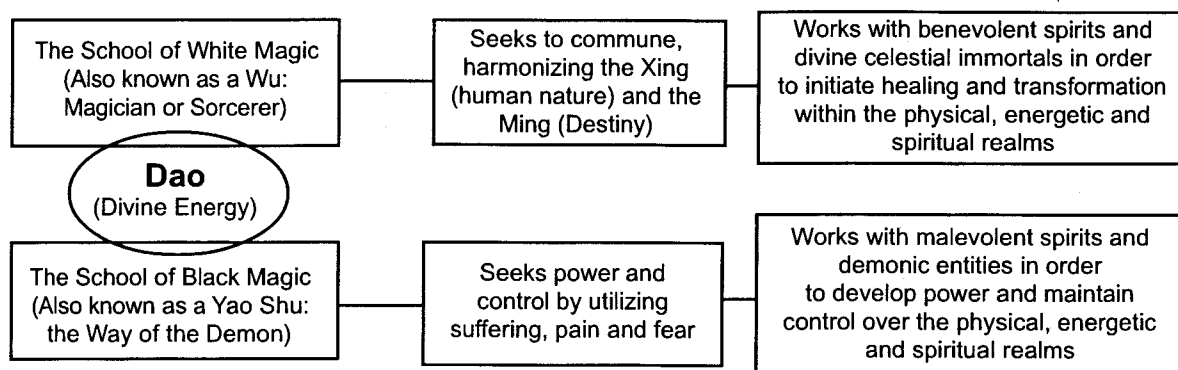 The School of White Magic
(Also known as a Wu:
Magician or Sorcerer)
Seeks to commune,
harmonizing the Xing
(human nature) and the
Ming (Destiny)
Works with benevolent spirits and
divine celestial immortals in order
to initiate healing and transformation
within the physical, energetic and
spiritual realms
Dao
(Divine Energy)
The School of Black Magic
(Also known as a Yao Shu:
the Way of the Demon)
Seeks power and
control by utilizing
suffering, pain and fear
Works with malevolent spirits and
demonic entities in order
to develop power and maintain
control over the physical, energetic
and spiritual realms